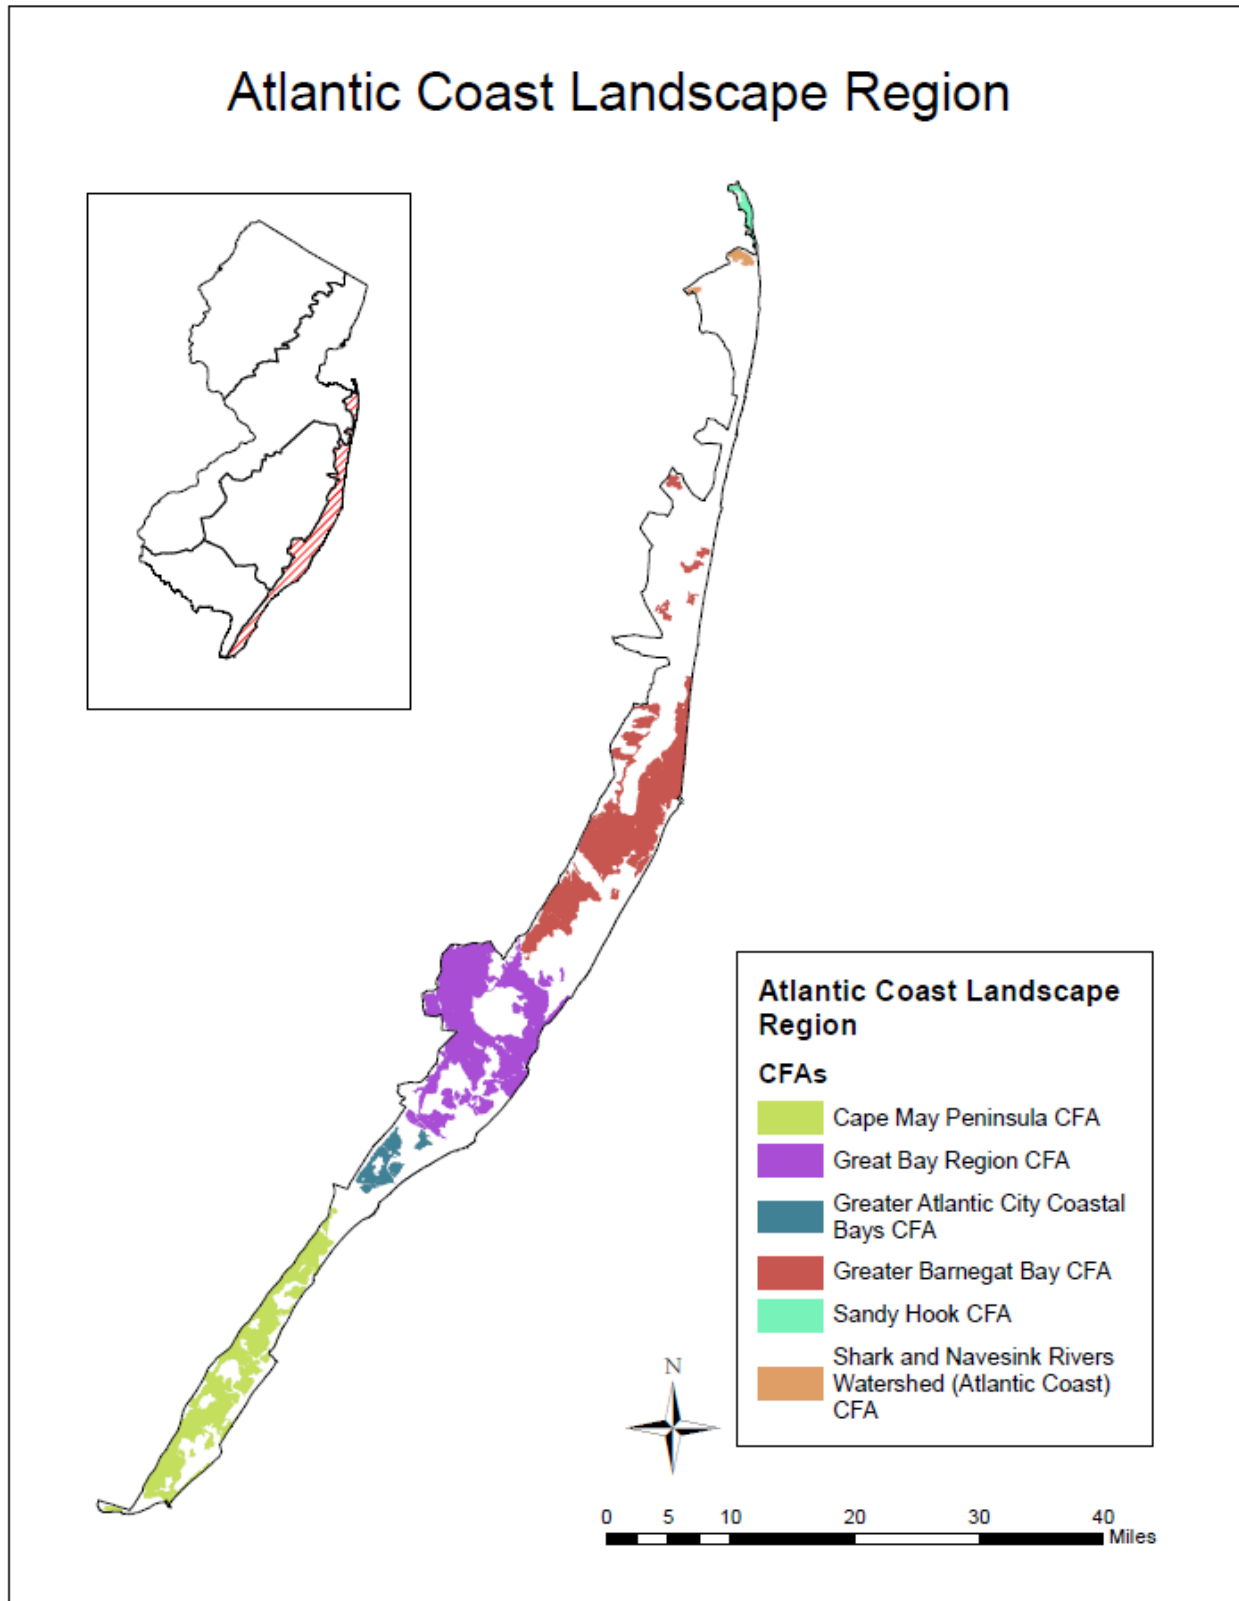 Atlantic Coast Landscape Region
Atlantic Coast Landscape
Region
CFAs
Cape May Peninsula CFA
Great Bay Region CFA
Greater Atlantic City Coastal
Bays CFA
Greater Barnegat Bay CFA
Sandy Hook CFA
Shark and Navesink Rivers
Watershed (Atlantic Coast)
CFA
N
0 5 10 20 30 40
Miles